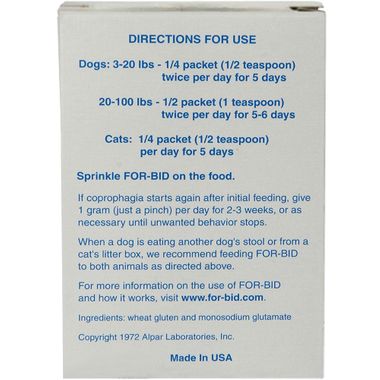 DIRECTIONS FOR USE
Dogs: 3-20 lbs - 1/4 packet (1/2 teaspoon)
twice per day for 5 days
20-100 lbs - 1/2 packet (1 teaspoon)
twice per day for 5-6 days
Cats: 1/4 packet (1/2 teaspoon)
per day for 5 days
Sprinkle FOR-BID on the food.
If coprophagia starts again after initial feeding, give
1 gram (just a pinch) per day for 2-3 weeks, or as
necessary until unwanted behavior stops.
When a dog is eating another dog's stool or from a
cat's litter box, we recommend feeding FOR-BID
to both animals as directed above.
For more information on the use of FOR-BID
and how it works, visit www.for-bid.com.
Ingredients: wheat gluten and monosodium glutamate
Copyright 1972 Alpar Laboratories, Inc.
Made In USA